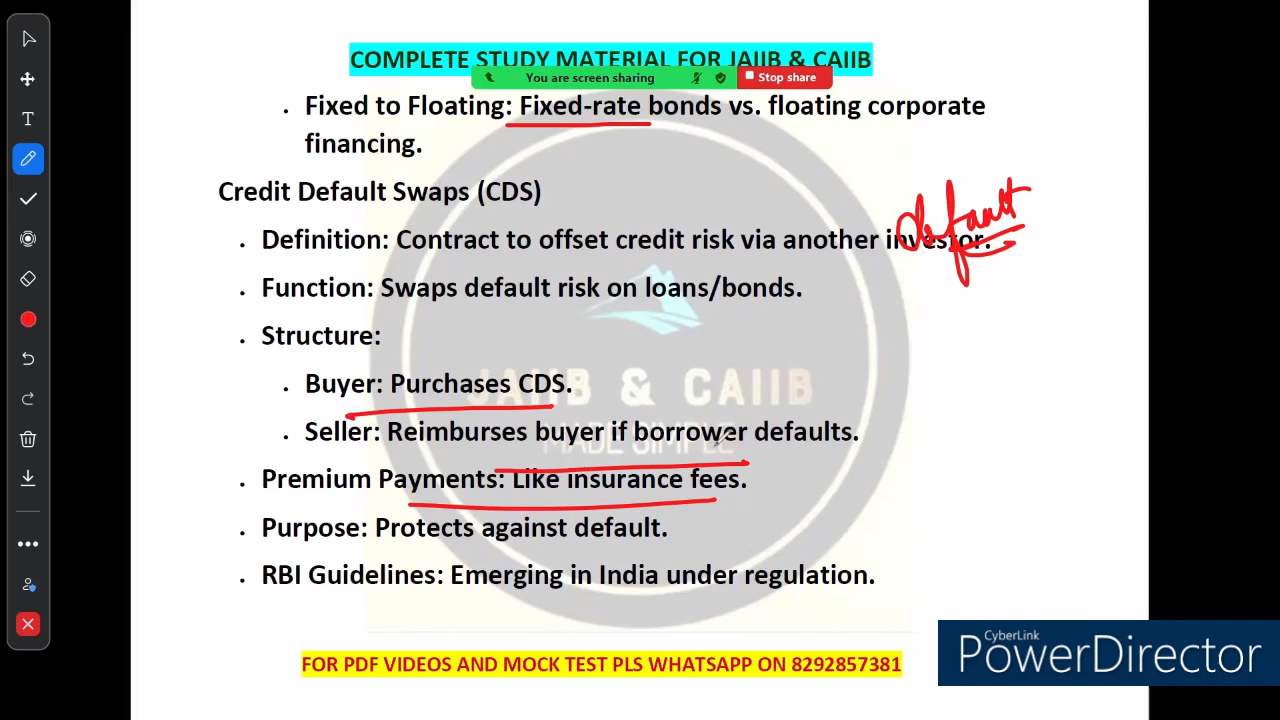 COMPLETE STUDY MATERIAL FOR JAIIB & CAIIB
You are screen sharing
Stop share
• Fixed to Floating: Fixed-rate bonds vs. floating corporate
financing.
Credit Default Swaps (CDS)
default
• Definition: Contract to offset credit risk via another investor.
• Function: Swaps default risk on loans/bonds.
• Structure:
• Buyer: Purchases CDS.
JAIIB & CAIIB
• Seller: Reimburses buyer if borrower defaults.
MADE SIMPLE
• Premium Payments: Like insurance fees.
• Purpose: Protects against default.
• RBI Guidelines: Emerging in India under regulation.
FOR PDF VIDEOS AND MOCK TEST PLS WHATSAPP ON 8292857381
CyberLink
PowerDirector
T